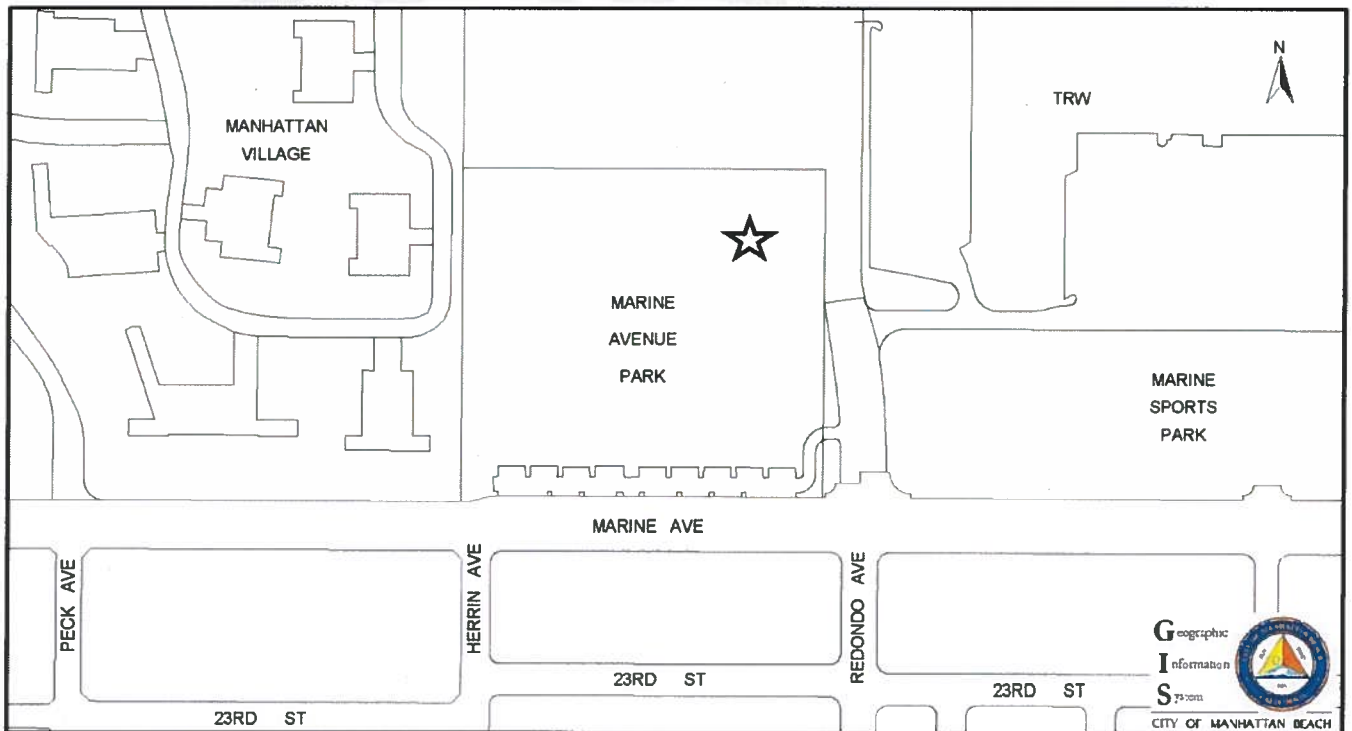 N
TRW
MANHATTAN
VILLAGE
MARINE
AVENUE
PARK
MARINE
SPORTS
PARK
MARINE AVE
PECK AVE
HERRIN AVE
REDONDO AVE
23RD ST
23RD ST
23RD ST
Geographic
Information
System
CITY OF MANHATTAN BEACH